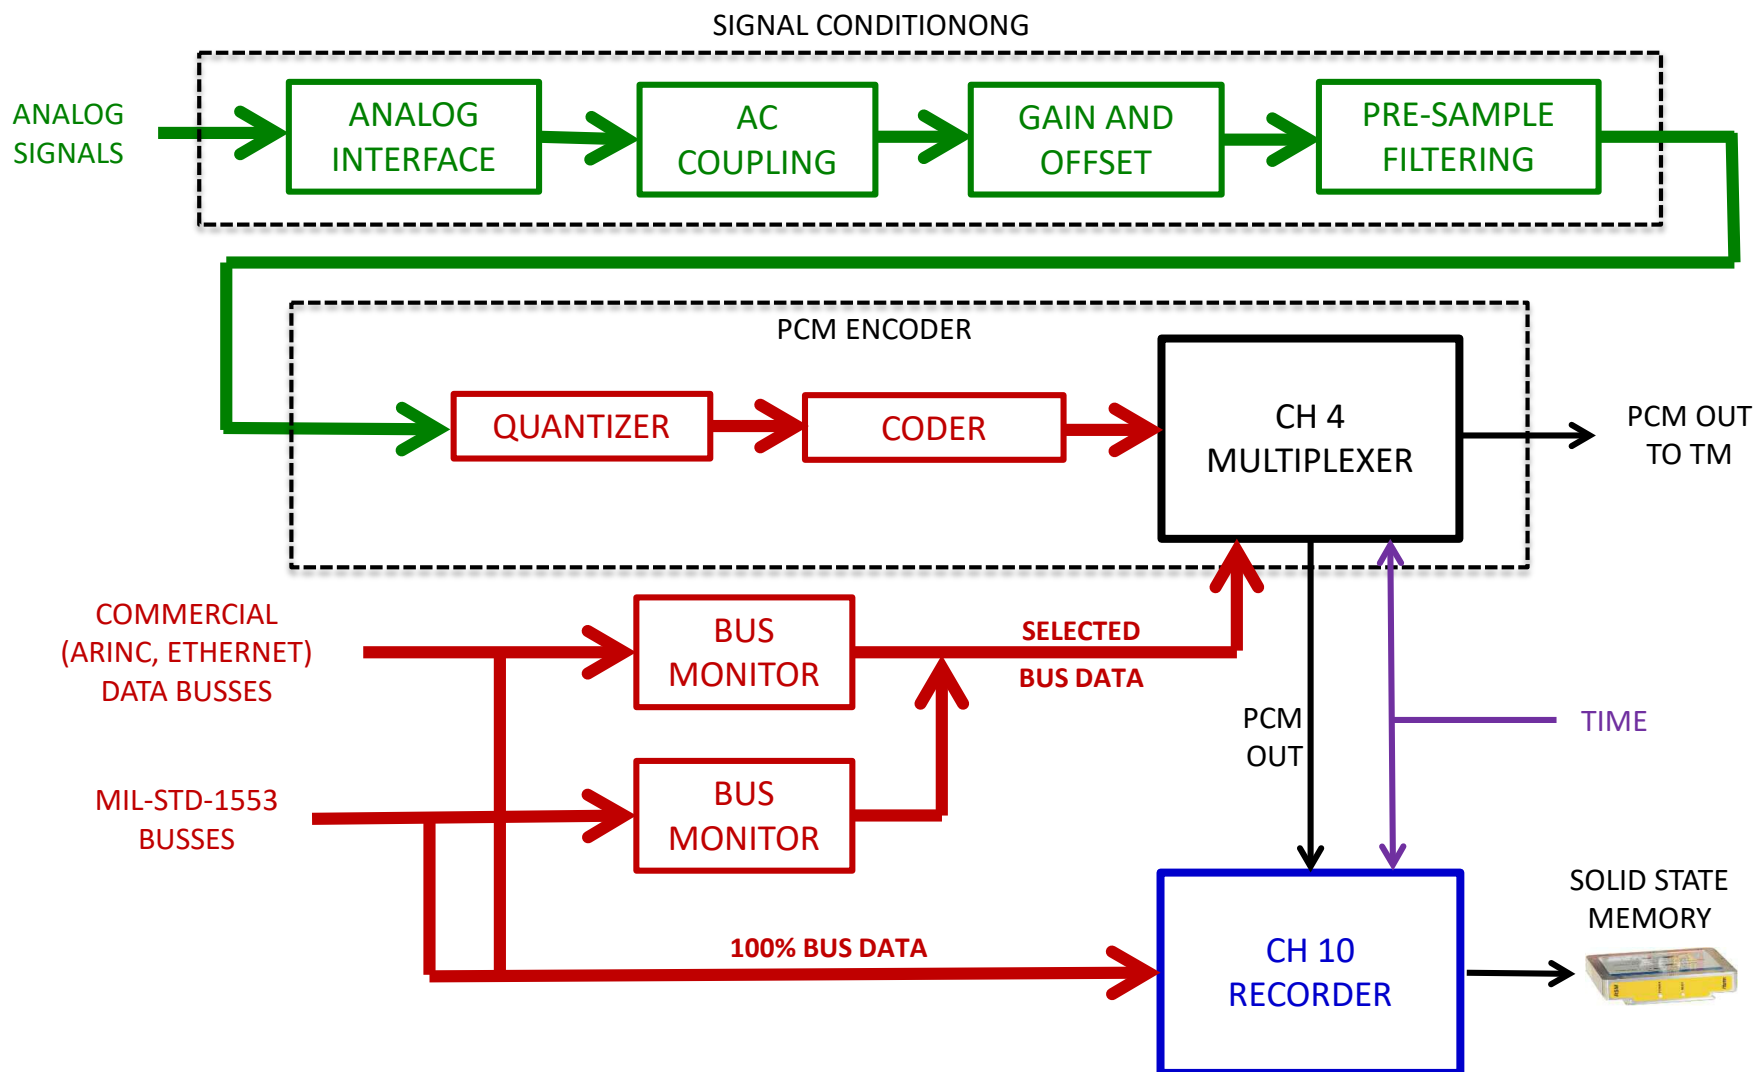 SIGNAL CONDITIONONG
ANALOG
SIGNALS
ANALOG
INTERFACE
AC
COUPLING
GAIN AND
OFFSET
PRE-SAMPLE
FILTERING
PCM ENCODER
QUANTIZER
CODER
CH 4
MULTIPLEXER
PCM OUT
TO TM
COMMERCIAL
(ARINC, ETHERNET)
DATA BUSSES
BUS
MONITOR
SELECTED
BUS DATA
PCM
OUT
TIME
MIL-STD-1553
BUSSES
BUS
MONITOR
100% BUS DATA
CH 10
RECORDER
SOLID STATE
MEMORY